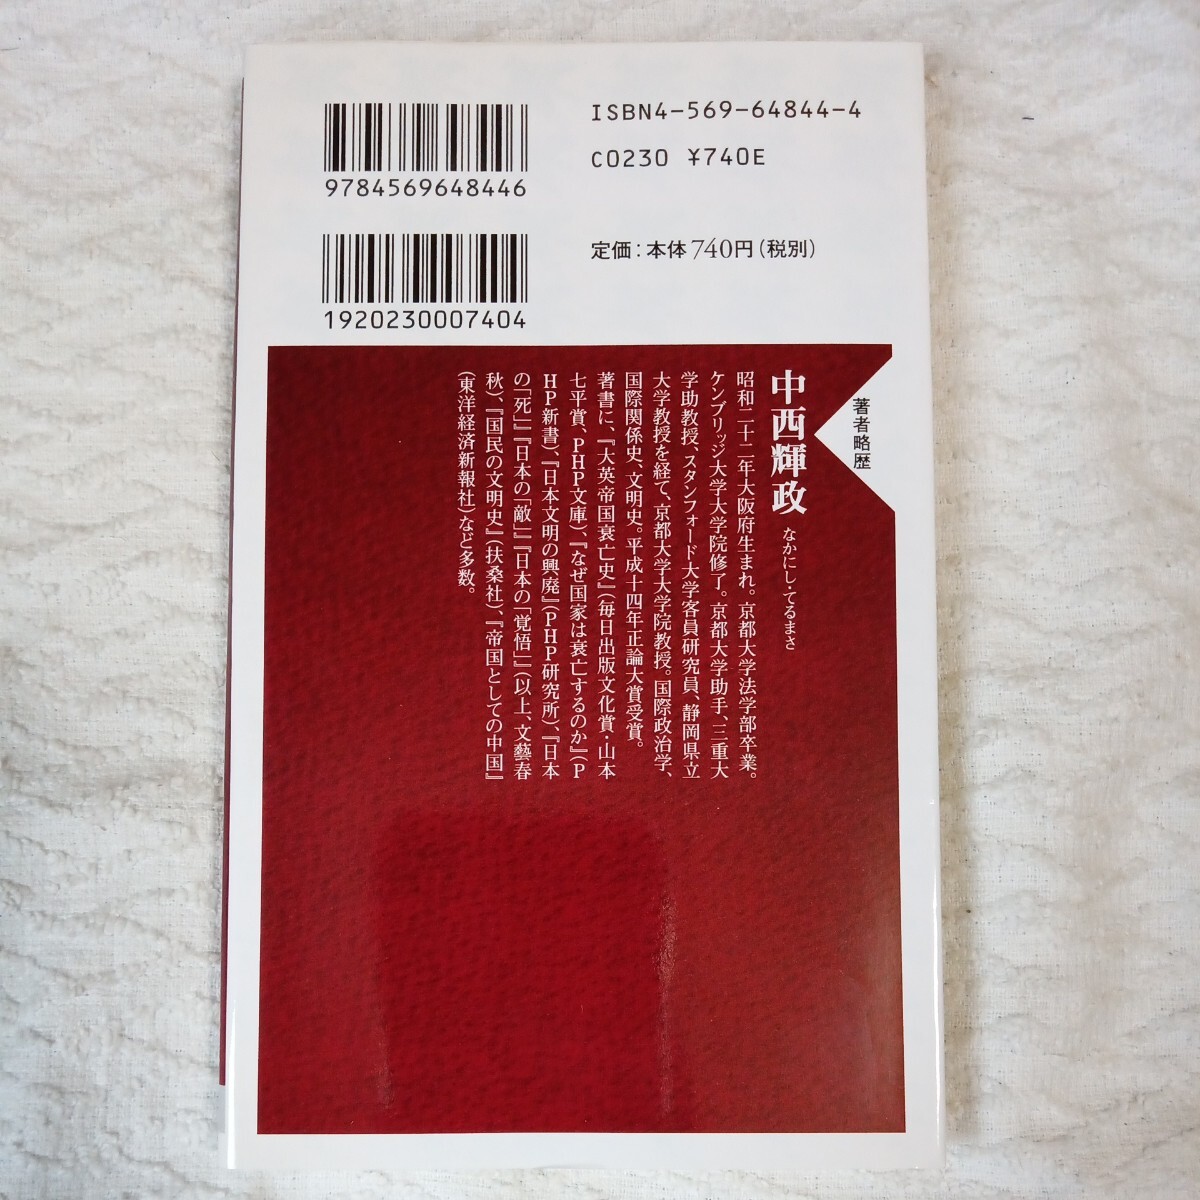 ISBN4-569-64844-4
C0230 ¥740E
9784569648446
定価：本体740円（税別）
1920230007404
著者略歴
中西輝政 なかにし・てるまさ
昭和二十二年大阪府生まれ。京都大学法学部卒業。
ケンブリッジ大学大学院修了。京都大学助手、三重大
学助教授、スタンフォード大学客員研究員、静岡県立
大学教授を経て、京都大学大学院教授。国際政治学、
国際関係史、文明史。平成十四年正論大賞受賞。
著書に、『大英帝国衰亡史』（毎日出版文化賞・山本
七平賞、PHP文庫）、『なぜ国家は衰亡するのか』（P
HP新書）、『日本文明の興廃』（PHP研究所）、『日本
の「死」』『日本の「敵」』『日本の「覚悟」』（以上、文藝春
秋）、『国民の文明史』（扶桑社）、『帝国としての中国』
（東洋経済新報社）など多数。